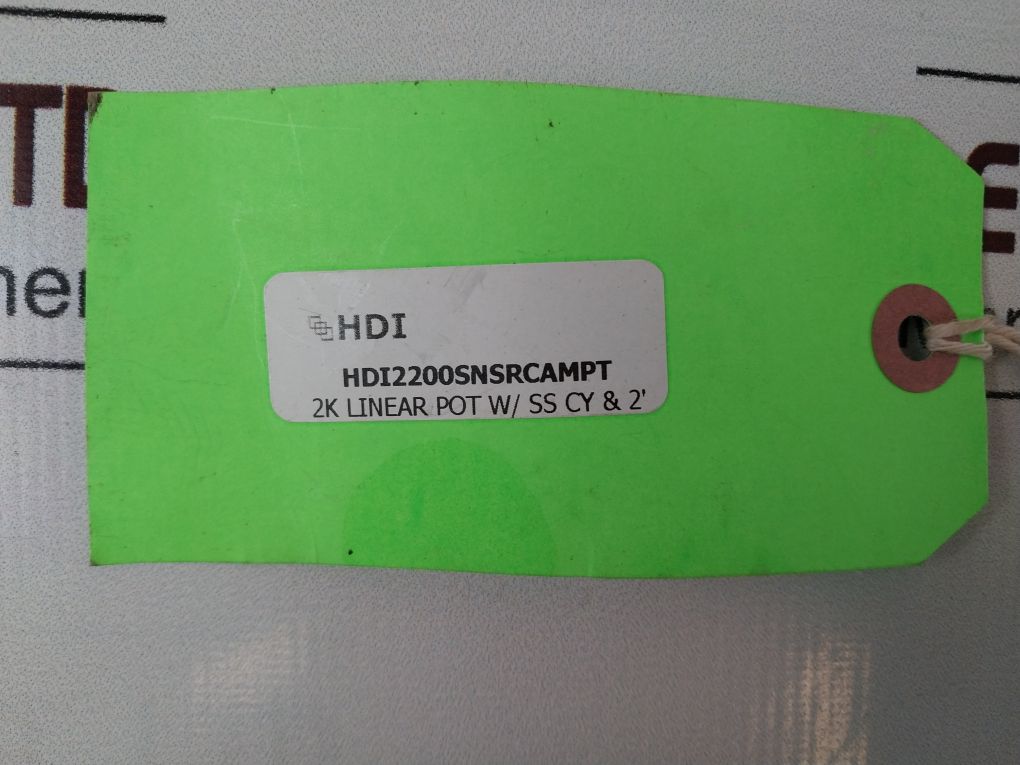 HDI
HDI2200SNSRCAMPT
2K LINEAR POT W/ SS CY & 2'